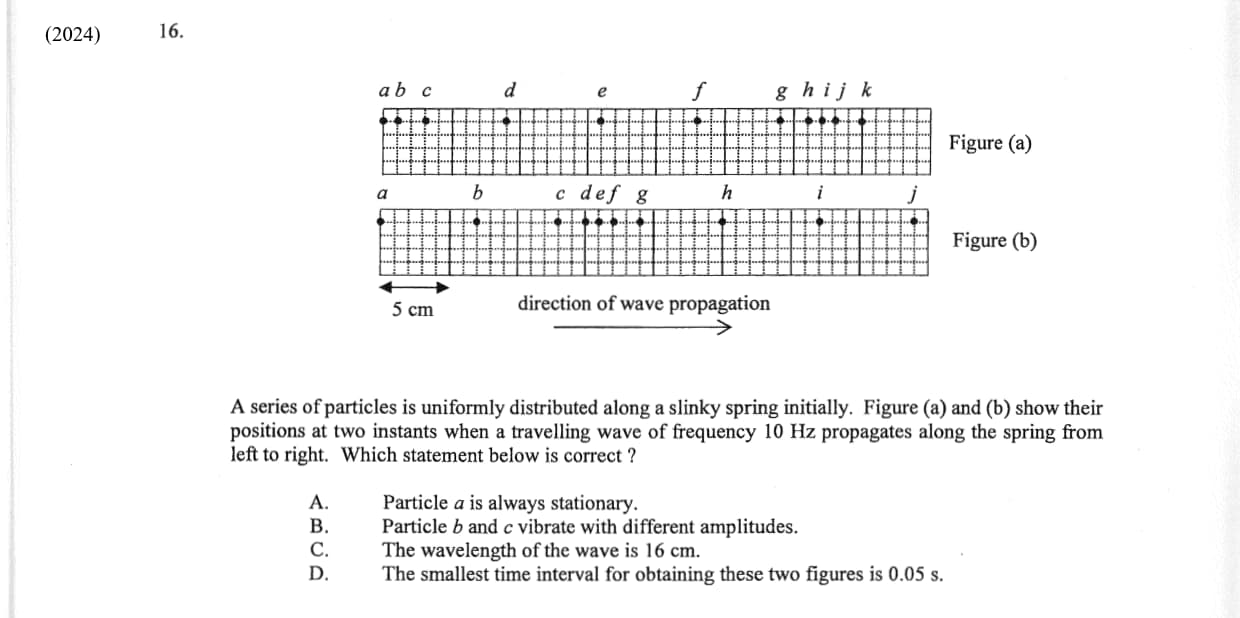 (2024) 16.
a b c d e f g h i j k
Figure (a)
a b c d e f g h i j
Figure (b)
5 cm direction of wave propagation
A series of particles is uniformly distributed along a slinky spring initially. Figure (a) and (b) show their
positions at two instants when a travelling wave of frequency 10 Hz propagates along the spring from
left to right. Which statement below is correct ?
A. Particle a is always stationary.
B. Particle b and c vibrate with different amplitudes.
C. The wavelength of the wave is 16 cm.
D. The smallest time interval for obtaining these two figures is 0.05 s.